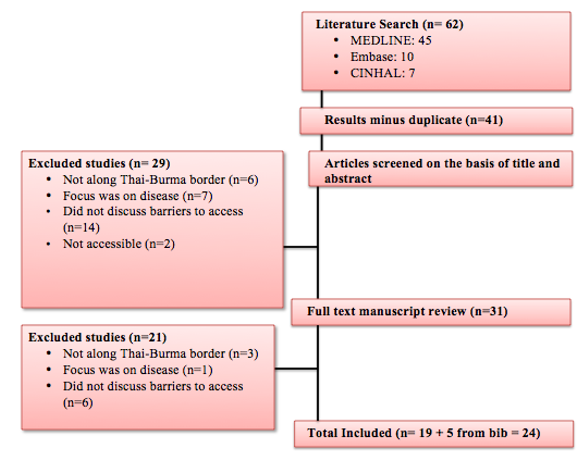 Literature Search (n= 62)
• MEDLINE: 45
• Embase: 10
• CINHAL: 7
Results minus duplicate (n=41)
Articles screened on the basis of title and
abstract
Excluded studies (n= 29)
• Not along Thai-Burma border (n=6)
• Focus was on disease (n=7)
• Did not discuss barriers to access
(n=14)
• Not accessible (n=2)
Full text manuscript review (n=31)
Excluded studies (n=21)
• Not along Thai-Burma border (n=3)
• Focus was on disease (n=1)
• Did not discuss barriers to access
(n=6)
Total Included (n= 19 + 5 from bib = 24)